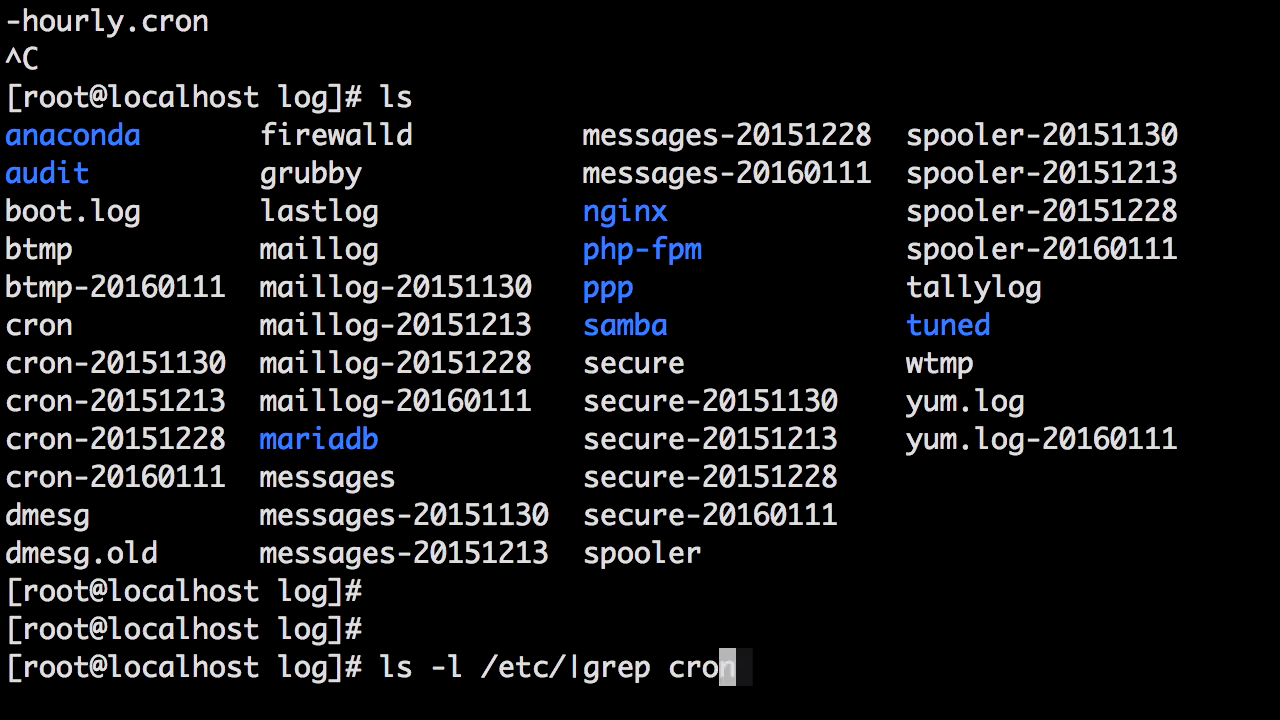 -hourly.cron
^C
[root@localhost log]# ls
anaconda firewalld messages-20151228 spooler-20151130
audit grubby messages-20160111 spooler-20151213
boot.log lastlog nginx spooler-20151228
btmp maillog php-fpm spooler-20160111
btmp-20160111 maillog-20151130 ppp tallylog
cron maillog-20151213 samba tuned
cron-20151130 maillog-20151228 secure wtmp
cron-20151213 maillog-20160111 secure-20151130 yum.log
cron-20151228 mariadb secure-20151213 yum.log-20160111
cron-20160111 messages secure-20151228
dmesg messages-20151130 secure-20160111
dmesg.old messages-20151213 spooler
[root@localhost log]#
[root@localhost log]#
[root@localhost log]# ls -l /etc/|grep cron